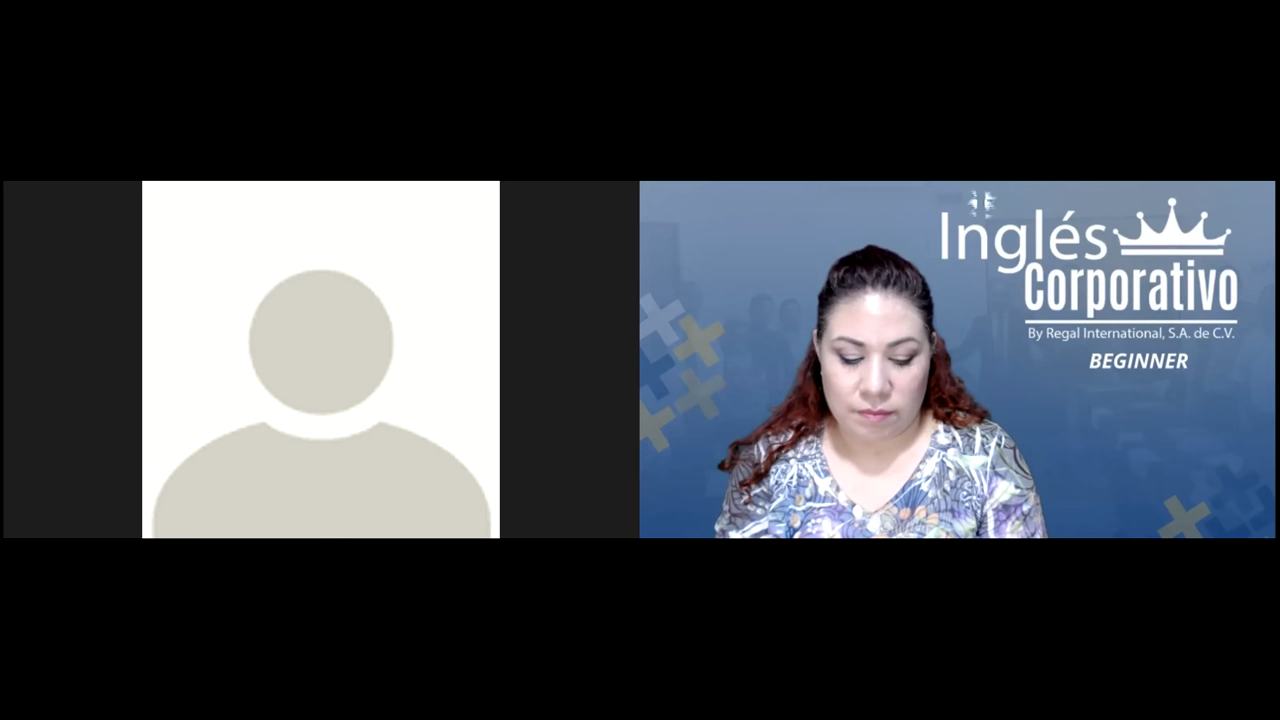 Inglés
Corporativo
By Regal International, S.A. de C.V.
BEGINNER